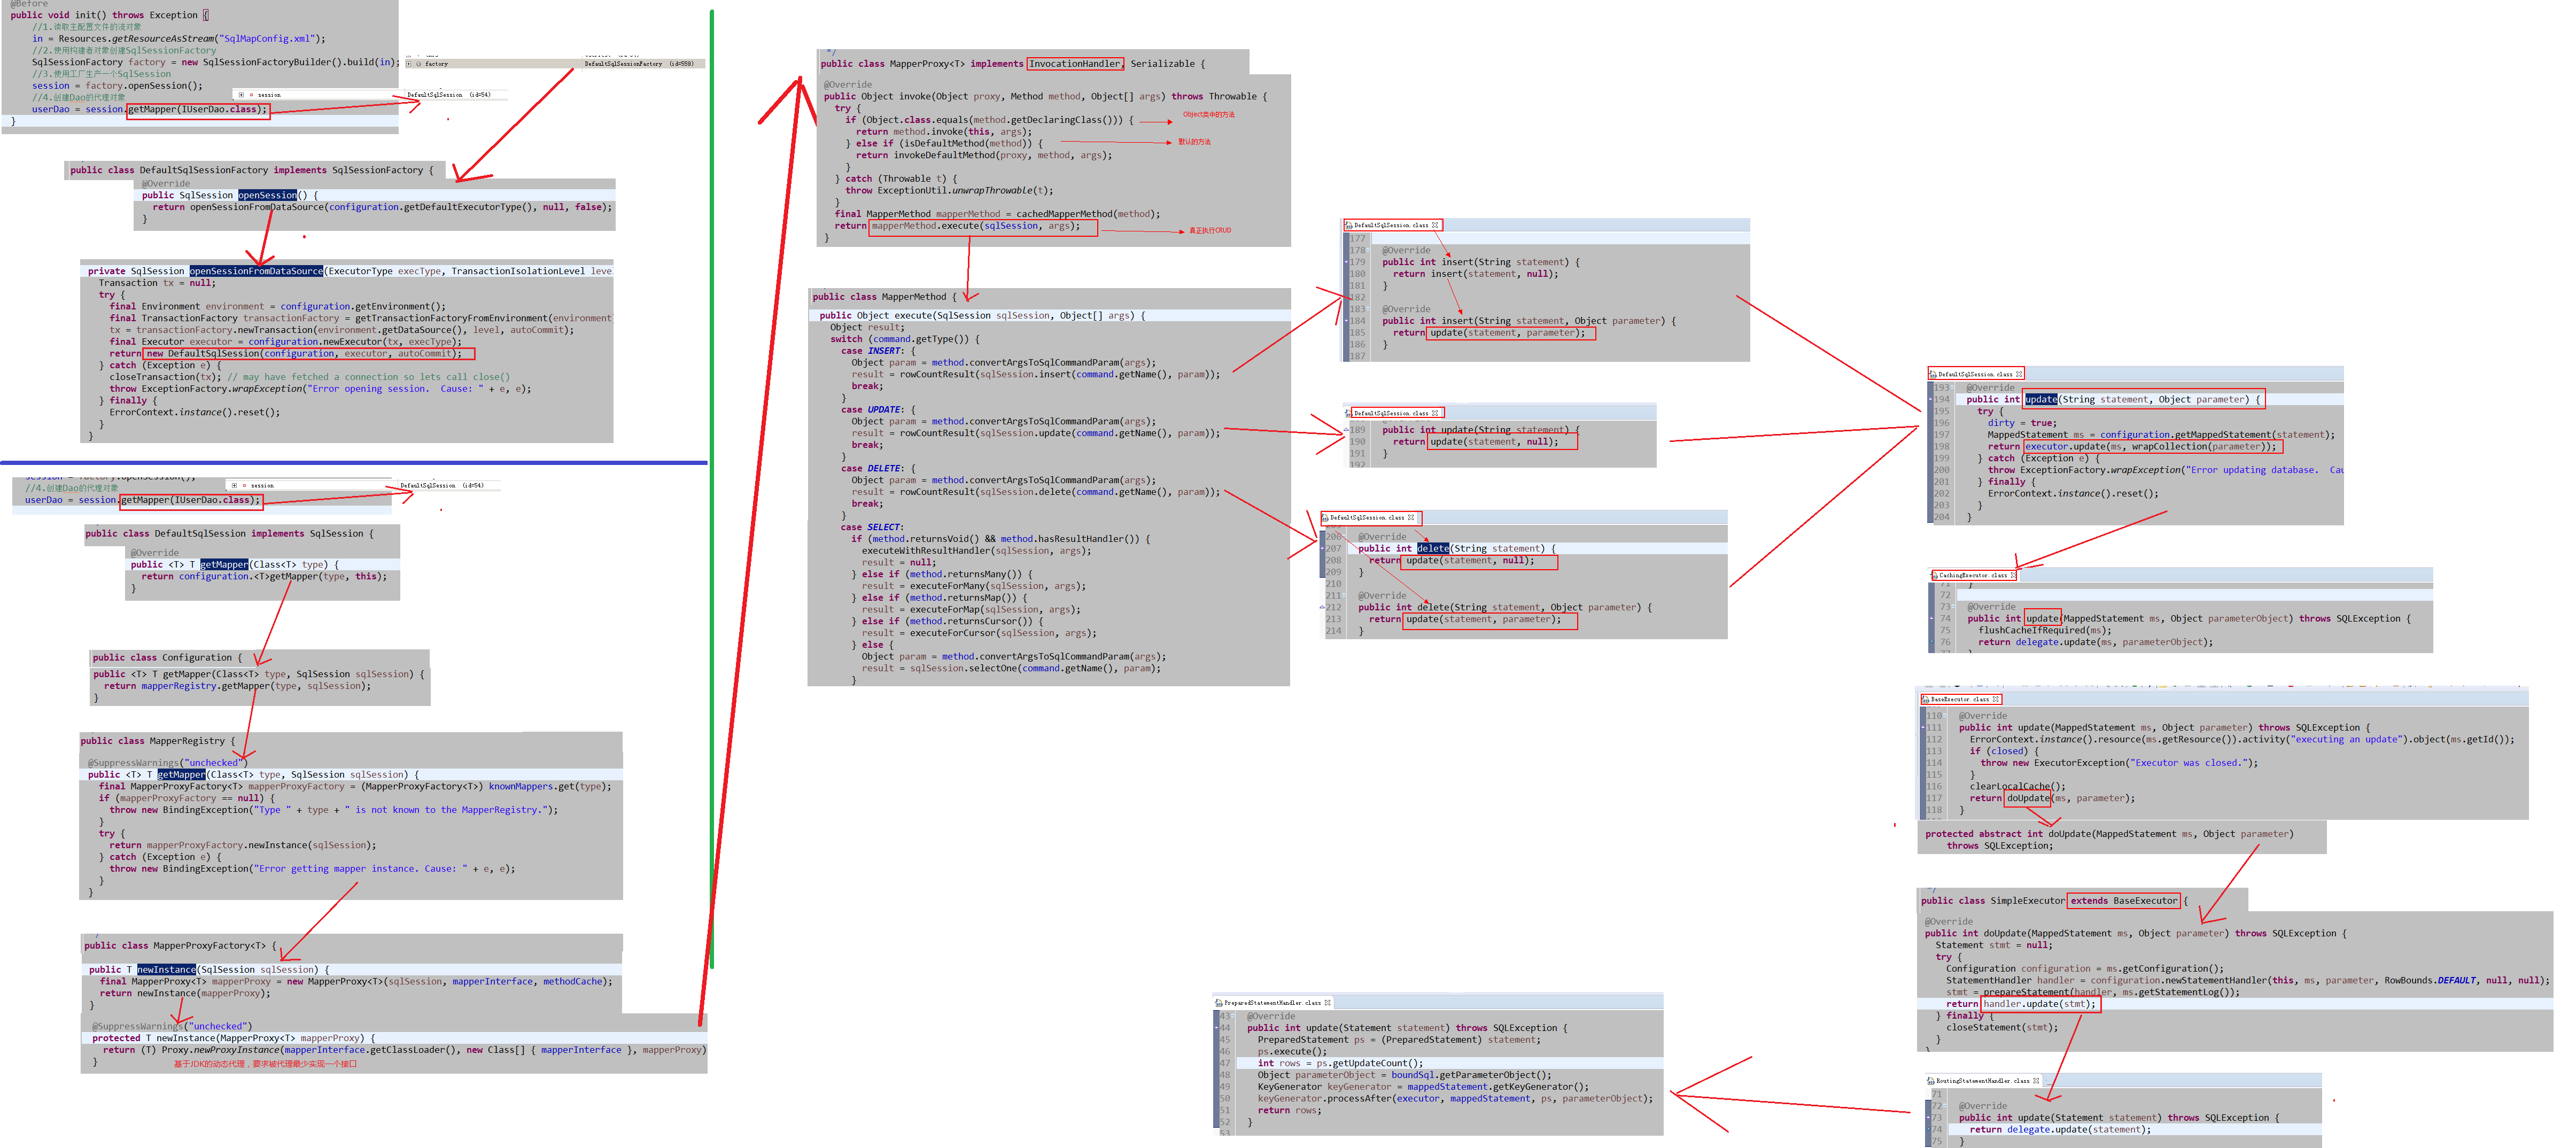 @Before
public void init() throws Exception {
//1.读取主配置文件的流对象
in = Resources.getResourceAsStream("SqlMapConfig.xml");
//2.使用构建者对象创建SqlSessionFactory
SqlSessionFactory factory = new SqlSessionFactoryBuilder().build(in);
//3.使用工厂生产一个SqlSession
session = factory.openSession();
//4.创建Dao的代理对象
userDao = session.getMapper(IUserDao.class);
}
factory DefaultSqlSessionFactory (id=550)
session DefaultSqlSession (id=54)
public class DefaultSqlSessionFactory implements SqlSessionFactory {
@Override
public SqlSession openSession() {
return openSessionFromDataSource(configuration.getDefaultExecutorType(), null, false);
}
private SqlSession openSessionFromDataSource(ExecutorType execType, TransactionIsolationLevel leve
Transaction tx = null;
try {
final Environment environment = configuration.getEnvironment();
final TransactionFactory transactionFactory = getTransactionFactoryFromEnvironment(environment
tx = transactionFactory.newTransaction(environment.getDataSource(), level, autoCommit);
final Executor executor = configuration.newExecutor(tx, execType);
return new DefaultSqlSession(configuration, executor, autoCommit);
} catch (Exception e) {
closeTransaction(tx); // may have fetched a connection so lets call close()
throw ExceptionFactory.wrapException("Error opening session.  Cause: " + e, e);
} finally {
ErrorContext.instance().reset();
}
}
session = factory.openSession();
//4.创建Dao的代理对象
userDao = session.getMapper(IUserDao.class);
session DefaultSqlSession (id=54)
public class DefaultSqlSession implements SqlSession {
@Override
public <T> T getMapper(Class<T> type) {
return configuration.<T>getMapper(type, this);
}
public class Configuration {
public <T> T getMapper(Class<T> type, SqlSession sqlSession) {
return mapperRegistry.getMapper(type, sqlSession);
}
public class MapperRegistry {
@SuppressWarnings("unchecked")
public <T> T getMapper(Class<T> type, SqlSession sqlSession) {
final MapperProxyFactory<T> mapperProxyFactory = (MapperProxyFactory<T>) knownMappers.get(type);
if (mapperProxyFactory == null) {
throw new BindingException("Type " + type + " is not known to the MapperRegistry.");
}
try {
return mapperProxyFactory.newInstance(sqlSession);
} catch (Exception e) {
throw new BindingException("Error getting mapper instance. Cause: " + e, e);
}
}
public class MapperProxyFactory<T> {
public T newInstance(SqlSession sqlSession) {
final MapperProxy<T> mapperProxy = new MapperProxy<T>(sqlSession, mapperInterface, methodCache);
return newInstance(mapperProxy);
}
@SuppressWarnings("unchecked")
protected T newInstance(MapperProxy<T> mapperProxy) {
return (T) Proxy.newProxyInstance(mapperInterface.getClassLoader(), new Class[] { mapperInterface }, mapperProxy)
}
基于JDK的动态代理，要求被代理最少实现一个接口
*/
public class MapperProxy<T> implements InvocationHandler, Serializable {
@Override
public Object invoke(Object proxy, Method method, Object[] args) throws Throwable {
try {
if (Object.class.equals(method.getDeclaringClass())) {
Object类中的方法
return method.invoke(this, args);
} else if (isDefaultMethod(method)) {
默认的方法
return invokeDefaultMethod(proxy, method, args);
}
} catch (Throwable t) {
throw ExceptionUtil.unwrapThrowable(t);
}
final MapperMethod mapperMethod = cachedMapperMethod(method);
return mapperMethod.execute(sqlSession, args);
真正执行CRUD
}
public class MapperMethod {
public Object execute(SqlSession sqlSession, Object[] args) {
Object result;
switch (command.getType()) {
case INSERT: {
Object param = method.convertArgsToSqlCommandParam(args);
result = rowCountResult(sqlSession.insert(command.getName(), param));
break;
}
case UPDATE: {
Object param = method.convertArgsToSqlCommandParam(args);
result = rowCountResult(sqlSession.update(command.getName(), param));
break;
}
case DELETE: {
Object param = method.convertArgsToSqlCommandParam(args);
result = rowCountResult(sqlSession.delete(command.getName(), param));
break;
}
case SELECT:
if (method.returnsVoid() && method.hasResultHandler()) {
executeWithResultHandler(sqlSession, args);
result = null;
} else if (method.returnsMany()) {
result = executeForMany(sqlSession, args);
} else if (method.returnsMap()) {
result = executeForMap(sqlSession, args);
} else if (method.returnsCursor()) {
result = executeForCursor(sqlSession, args);
} else {
Object param = method.convertArgsToSqlCommandParam(args);
result = sqlSession.selectOne(command.getName(), param);
}
DefaultSqlSession.class
177
178 @Override
179 public int insert(String statement) {
180 return insert(statement, null);
181 }
182
183 @Override
184 public int insert(String statement, Object parameter) {
185 return update(statement, parameter);
186 }
187
DefaultSqlSession.class
189 public int update(String statement) {
190 return update(statement, null);
191 }
192
DefaultSqlSession.class
206 @Override
207 public int delete(String statement) {
208 return update(statement, null);
209 }
210
211 @Override
212 public int delete(String statement, Object parameter) {
213 return update(statement, parameter);
214 }
DefaultSqlSession.class
193 @Override
194 public int update(String statement, Object parameter) {
195 try {
196 dirty = true;
197 MappedStatement ms = configuration.getMappedStatement(statement);
198 return executor.update(ms, wrapCollection(parameter));
199 } catch (Exception e) {
200 throw ExceptionFactory.wrapException("Error updating database.  Cau
201 } finally {
202 ErrorContext.instance().reset();
203 }
204 }
CachingExecutor.class
71 }
72
73 @Override
74 public int update(MappedStatement ms, Object parameterObject) throws SQLException {
75 flushCacheIfRequired(ms);
76 return delegate.update(ms, parameterObject);
77 }
BaseExecutor.class
110 @Override
111 public int update(MappedStatement ms, Object parameter) throws SQLException {
112 ErrorContext.instance().resource(ms.getResource()).activity("executing an update").object(ms.getId());
113 if (closed) {
114 throw new ExecutorException("Executor was closed.");
115 }
116 clearLocalCache();
117 return doUpdate(ms, parameter);
118 }
protected abstract int doUpdate(MappedStatement ms, Object parameter)
throws SQLException;
*/
public class SimpleExecutor extends BaseExecutor {
@Override
public int doUpdate(MappedStatement ms, Object parameter) throws SQLException {
Statement stmt = null;
try {
Configuration configuration = ms.getConfiguration();
StatementHandler handler = configuration.newStatementHandler(this, ms, parameter, RowBounds.DEFAULT, null, null);
stmt = prepareStatement(handler, ms.getStatementLog());
return handler.update(stmt);
} finally {
closeStatement(stmt);
}
}
RoutingStatementHandler.class
71
72 @Override
73 public int update(Statement statement) throws SQLException {
74 return delegate.update(statement);
75 }
PreparedStatementHandler.class
43 @Override
44 public int update(Statement statement) throws SQLException {
45 PreparedStatement ps = (PreparedStatement) statement;
46 ps.execute();
47 int rows = ps.getUpdateCount();
48 Object parameterObject = boundSql.getParameterObject();
49 KeyGenerator keyGenerator = mappedStatement.getKeyGenerator();
50 keyGenerator.processAfter(executor, mappedStatement, ps, parameterObject);
51 return rows;
52 }
53